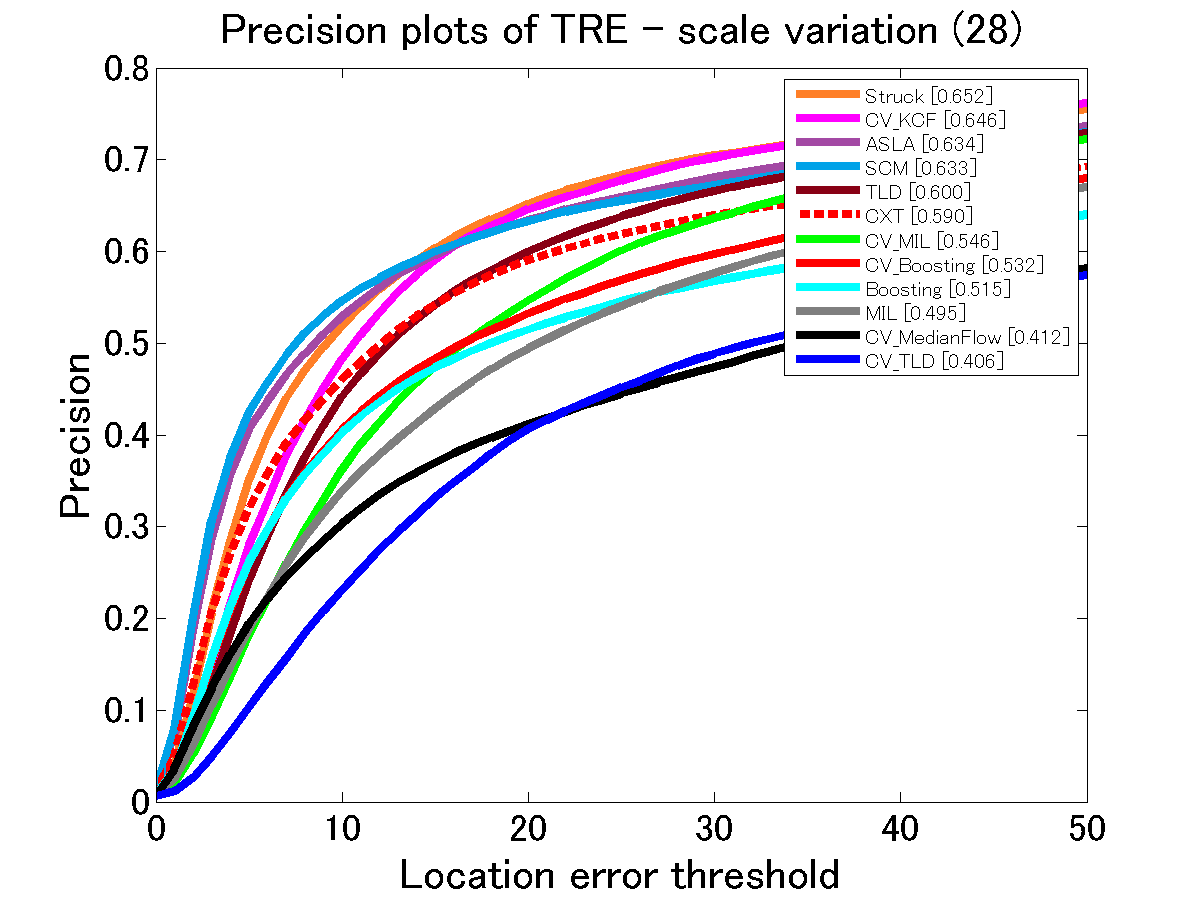 Precision plots of TRE - scale variation (28)
0.8
0.7
0.6
0.5
0.4
0.3
0.2
0.1
0
Precision
Struck [0.652]
CV_KCF [0.646]
ASLA [0.634]
SCM [0.633]
TLD [0.600]
CXT [0.590]
CV_MIL [0.546]
CV_Boosting [0.532]
Boosting [0.515]
MIL [0.495]
CV_MedianFlow [0.412]
CV_TLD [0.406]
0 10 20 30 40 50
Location error threshold